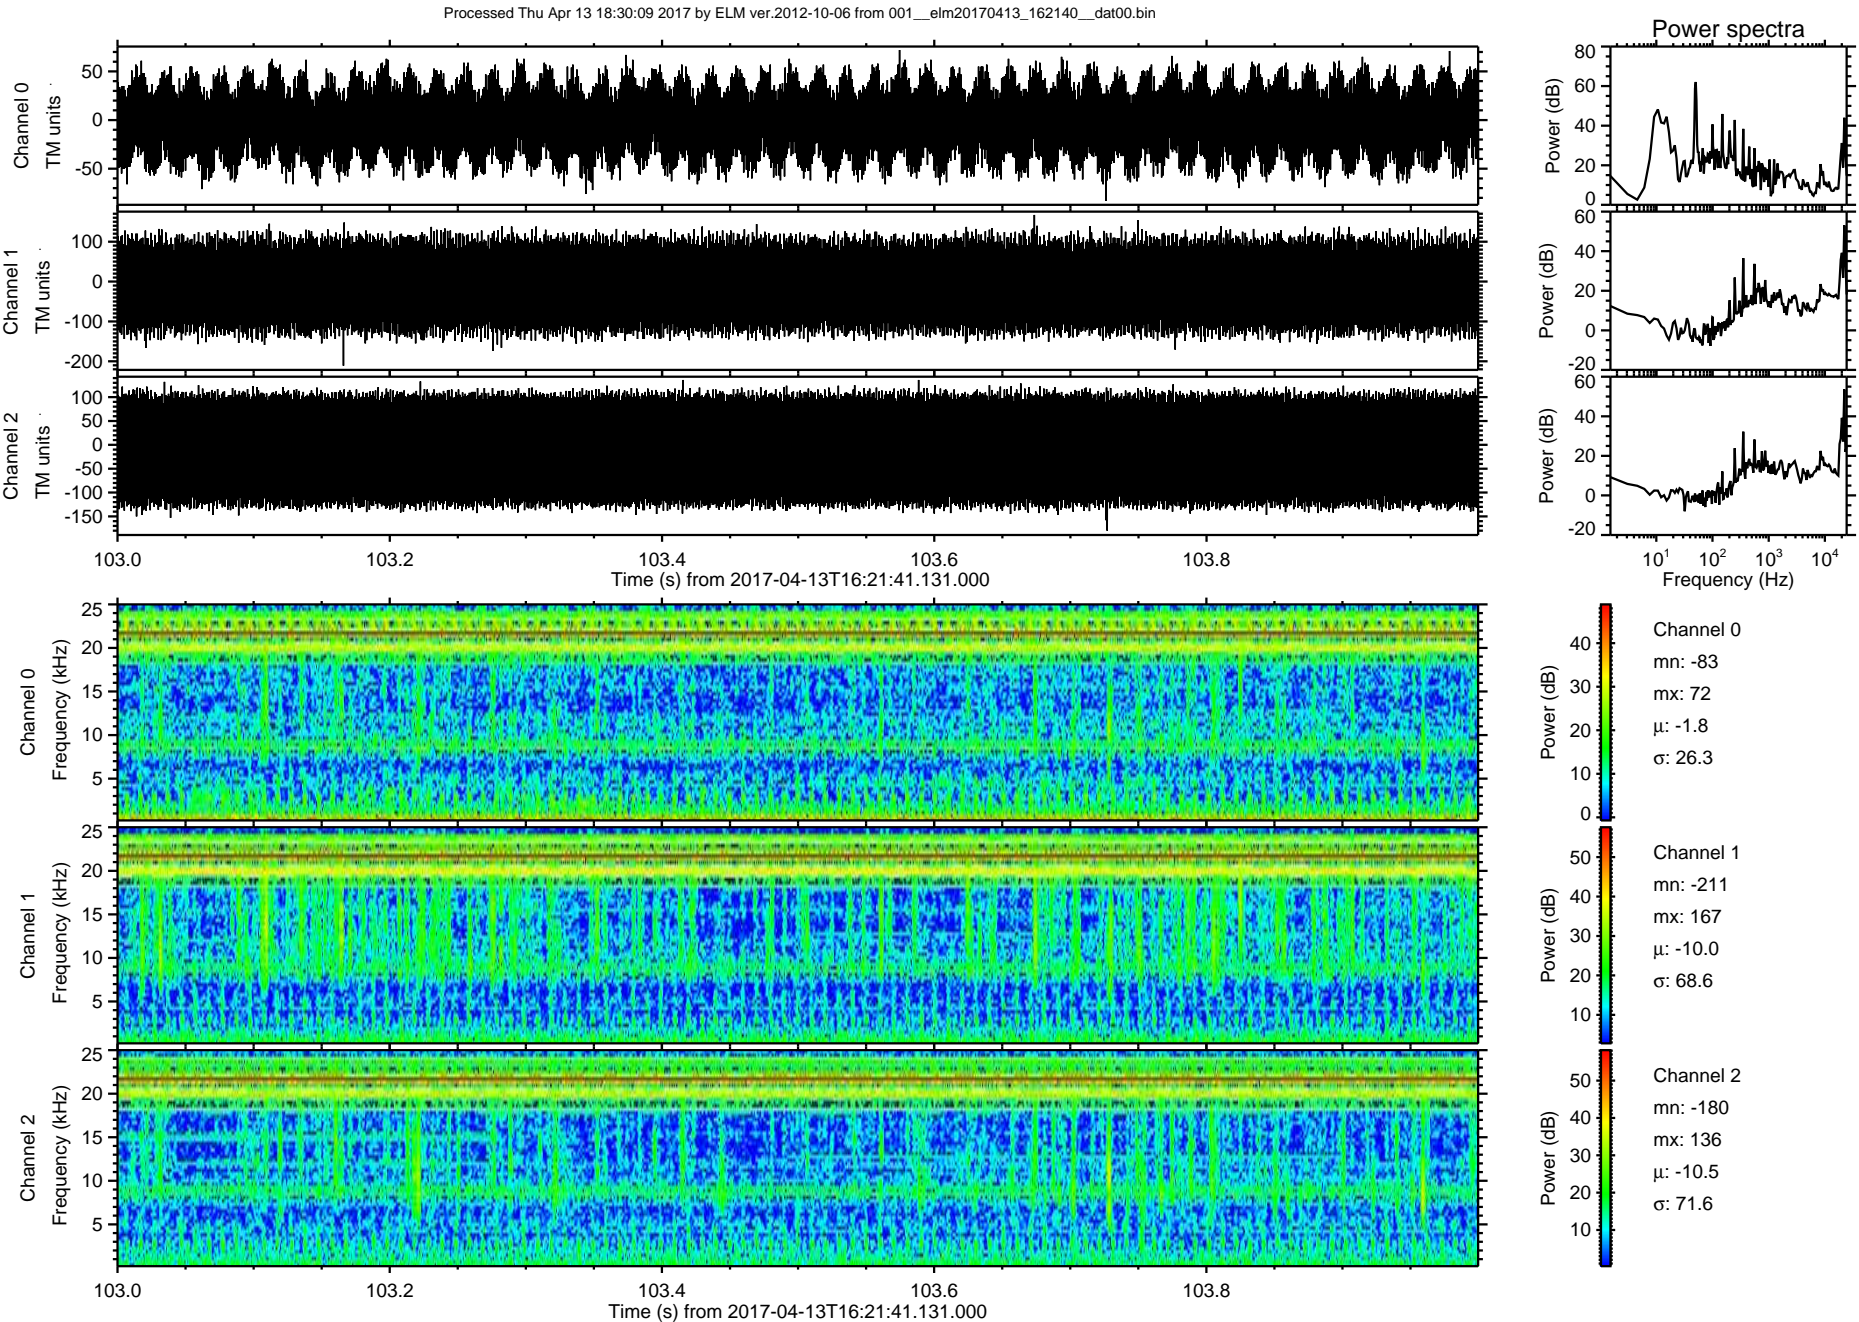 Processed Thu Apr 13 18:30:09 2017 by ELM ver.2012-10-06 from 001__elm20170413_162140__dat00.bin
Power spectra
Channel 0
TM units
50
0
-50
Power (dB)
80
60
40
20
0
Channel 1
TM units
100
0
-100
-200
Power (dB)
60
40
20
0
-20
Channel 2
TM units
100
50
0
-50
-100
-150
Power (dB)
60
40
20
0
-20
103.0 103.2 103.4 103.6 103.8
Time (s) from 2017-04-13T16:21:41.131.000
10^1 10^2 10^3 10^4
Frequency (Hz)
Channel 0
Frequency (kHz)
25
20
15
10
5
Power (dB)
40
30
20
10
0
Channel 0
mn: -83
mx: 72
μ: -1.8
σ: 26.3
Channel 1
Frequency (kHz)
25
20
15
10
5
Power (dB)
50
40
30
20
10
Channel 1
mn: -211
mx: 167
μ: -10.0
σ: 68.6
Channel 2
Frequency (kHz)
25
20
15
10
5
Power (dB)
50
40
30
20
10
Channel 2
mn: -180
mx: 136
μ: -10.5
σ: 71.6
103.0 103.2 103.4 103.6 103.8
Time (s) from 2017-04-13T16:21:41.131.000